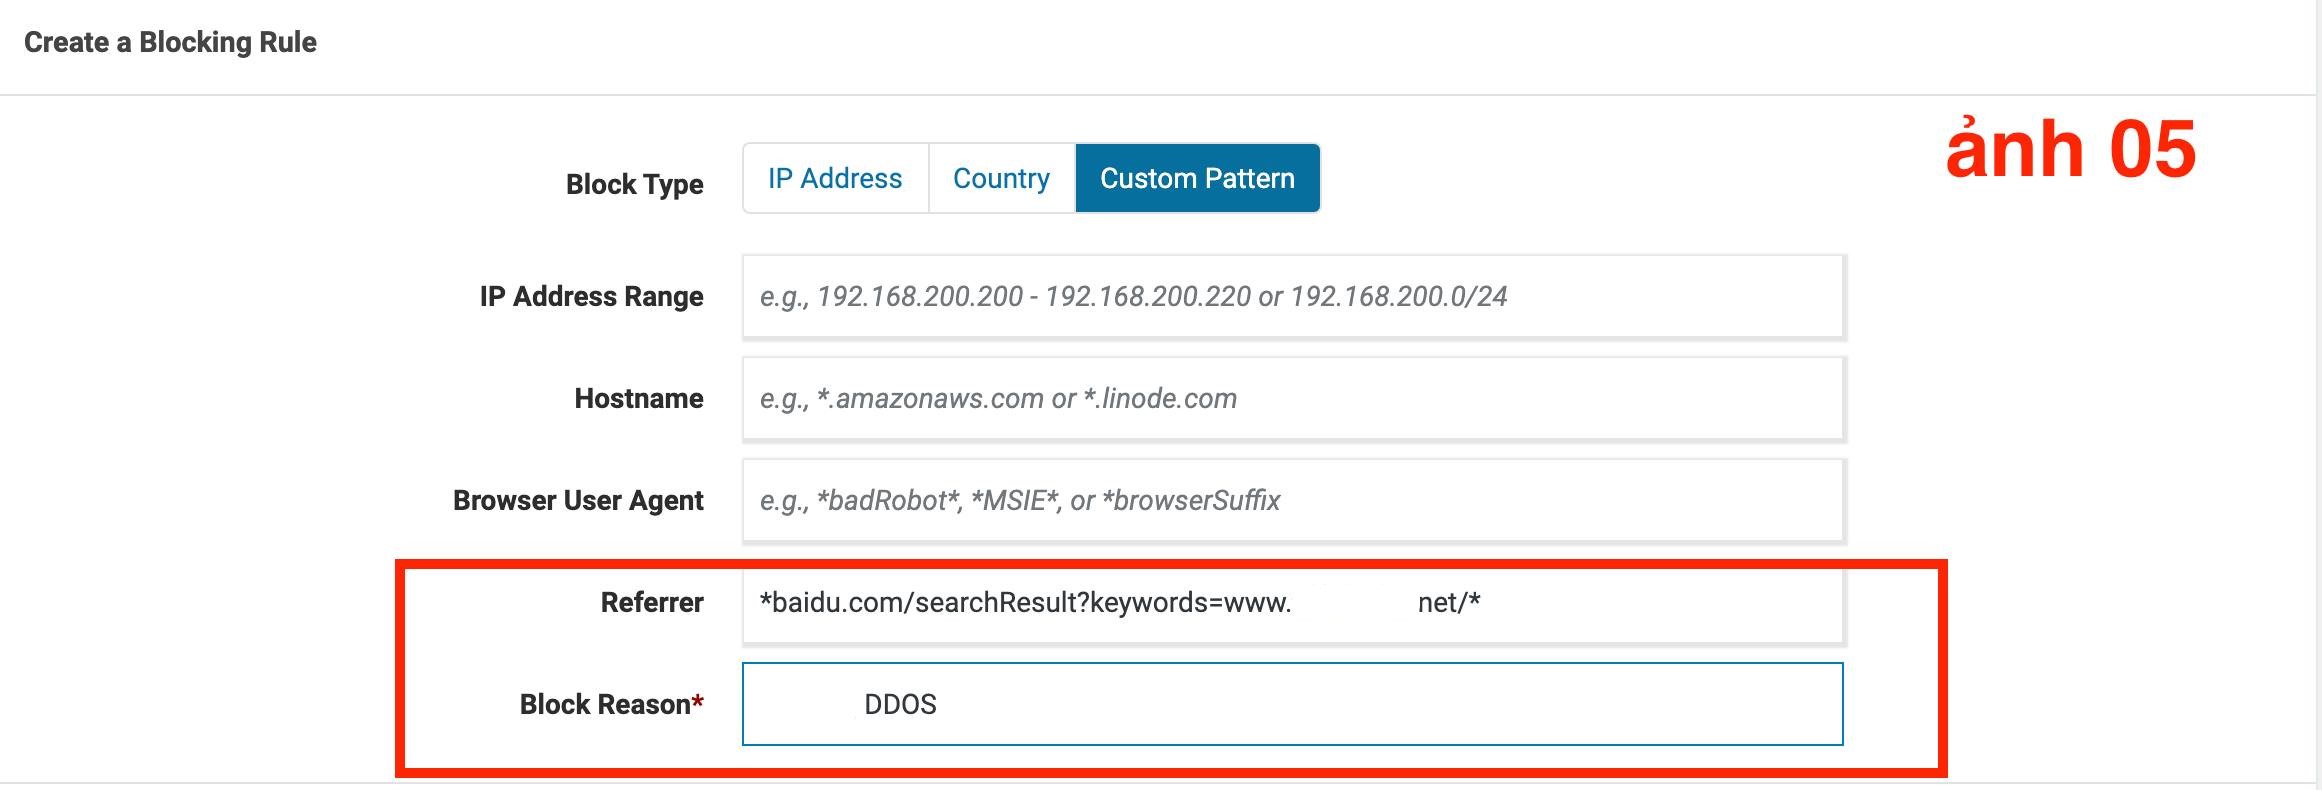 Create a Blocking Rule
ảnh 05
Block Type IP Address Country Custom Pattern
IP Address Range e.g., 192.168.200.200 - 192.168.200.220 or 192.168.200.0/24
Hostname e.g., *.amazonaws.com or *.linode.com
Browser User Agent e.g., *badRobot*, *MSIE*, or *browserSuffix
Referrer *baidu.com/searchResult?keywords=www. net/*
Block Reason* DDOS